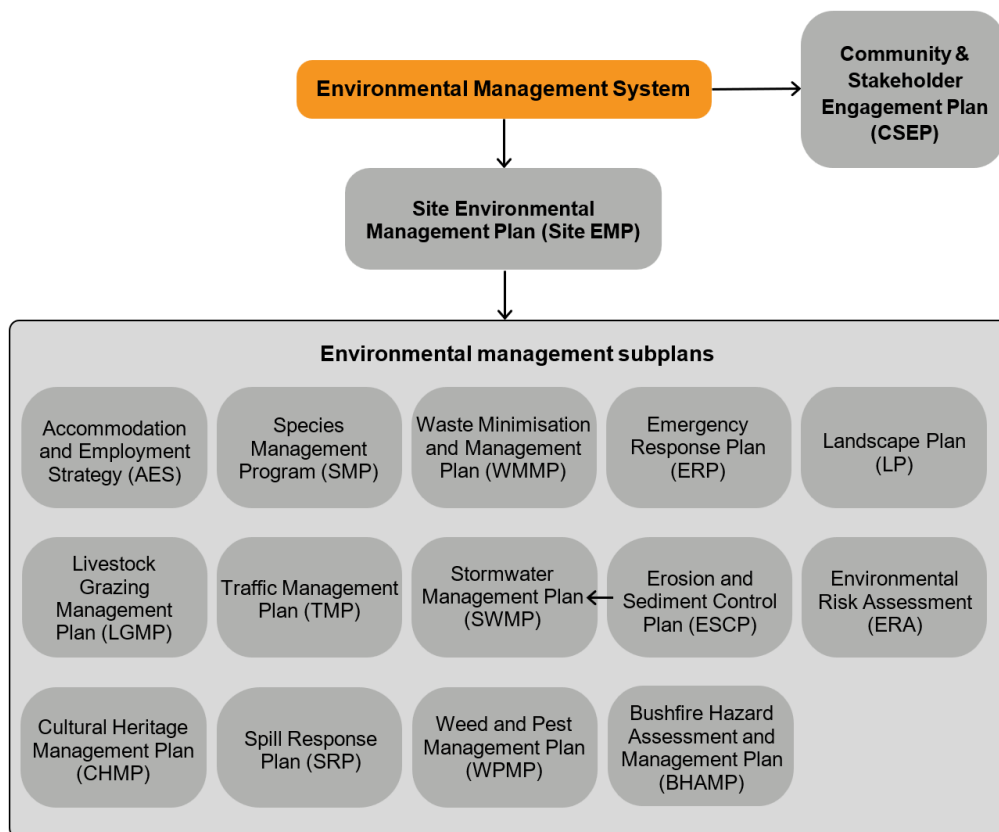 Community &
Stakeholder
Engagement Plan
(CSEP)
Environmental Management System
Site Environmental
Management Plan (Site EMP)
Environmental management subplans
Accommodation
and Employment
Strategy (AES)
Species
Management
Program (SMP)
Waste Minimisation
and Management
Plan (WMMP)
Emergency
Response Plan
(ERP)
Landscape Plan
(LP)
Livestock
Grazing
Management
Plan (LGMP)
Traffic Management
Plan (TMP)
Stormwater
Management Plan
(SWMP)
Erosion and
Sediment Control
Plan (ESCP)
Environmental
Risk Assessment
(ERA)
Cultural Heritage
Management Plan
(CHMP)
Spill Response
Plan (SRP)
Weed and Pest
Management Plan
(WPMP)
Bushfire Hazard
Assessment and
Management Plan
(BHAMP)